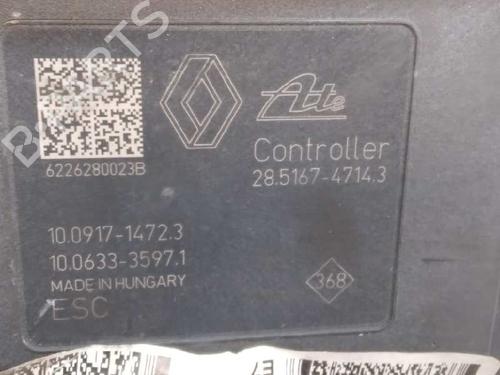 Ate
Controller
28.5167-4714.3
6226280023B
10.0917-1472.3
10.0633-3597.1
MADE IN HUNGARY
ESC
368